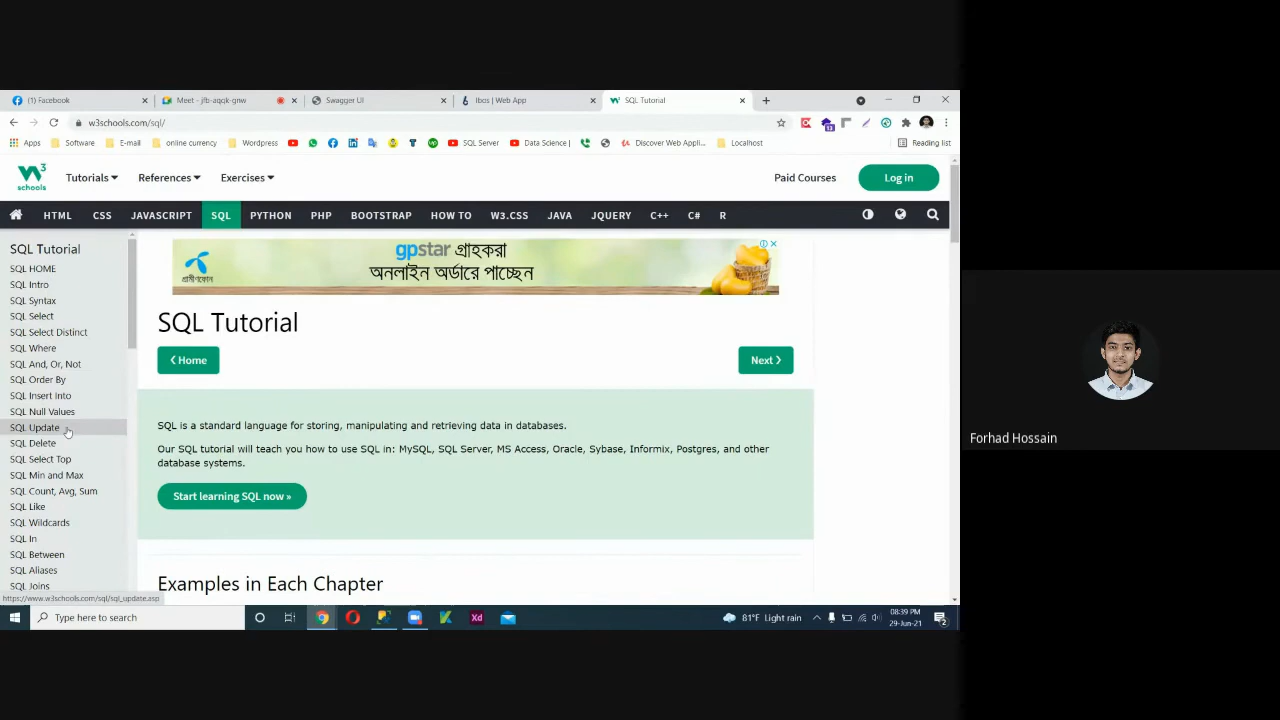 (1) Facebook
Meet - jfb-aqqk-gnw
Swagger UI
Ibos | Web App
SQL Tutorial
w3schools.com/sql/
Apps
Software
E-mail
online currency
Wordpress
SQL Server
Data Science |
Discover Web Appli...
Localhost
Reading list
W3 schools
Tutorials
References
Exercises
Paid Courses
Log in
HTML
CSS
JAVASCRIPT
SQL
PYTHON
PHP
BOOTSTRAP
HOW TO
W3.CSS
JAVA
JQUERY
C++
C#
R
SQL Tutorial
SQL HOME
SQL Intro
SQL Syntax
SQL Select
SQL Select Distinct
SQL Where
SQL And, Or, Not
SQL Order By
SQL Insert Into
SQL Null Values
SQL Update
SQL Delete
SQL Select Top
SQL Min and Max
SQL Count, Avg, Sum
SQL Like
SQL Wildcards
SQL In
SQL Between
SQL Aliases
SQL Joins
https://www.w3schools.com/sql/sql_update.asp
গ্রামীণফোন
gpstar গ্রাহকরা
অনলাইন অর্ডারে পাচ্ছেন
SQL Tutorial
❮ Home
Next ❯
SQL is a standard language for storing, manipulating and retrieving data in databases.
Our SQL tutorial will teach you how to use SQL in: MySQL, SQL Server, MS Access, Oracle, Sybase, Informix, Postgres, and other
database systems.
Start learning SQL now »
Examples in Each Chapter
Type here to search
Xd
81°F Light rain
08:39 PM
29-Jun-21
2
Forhad Hossain